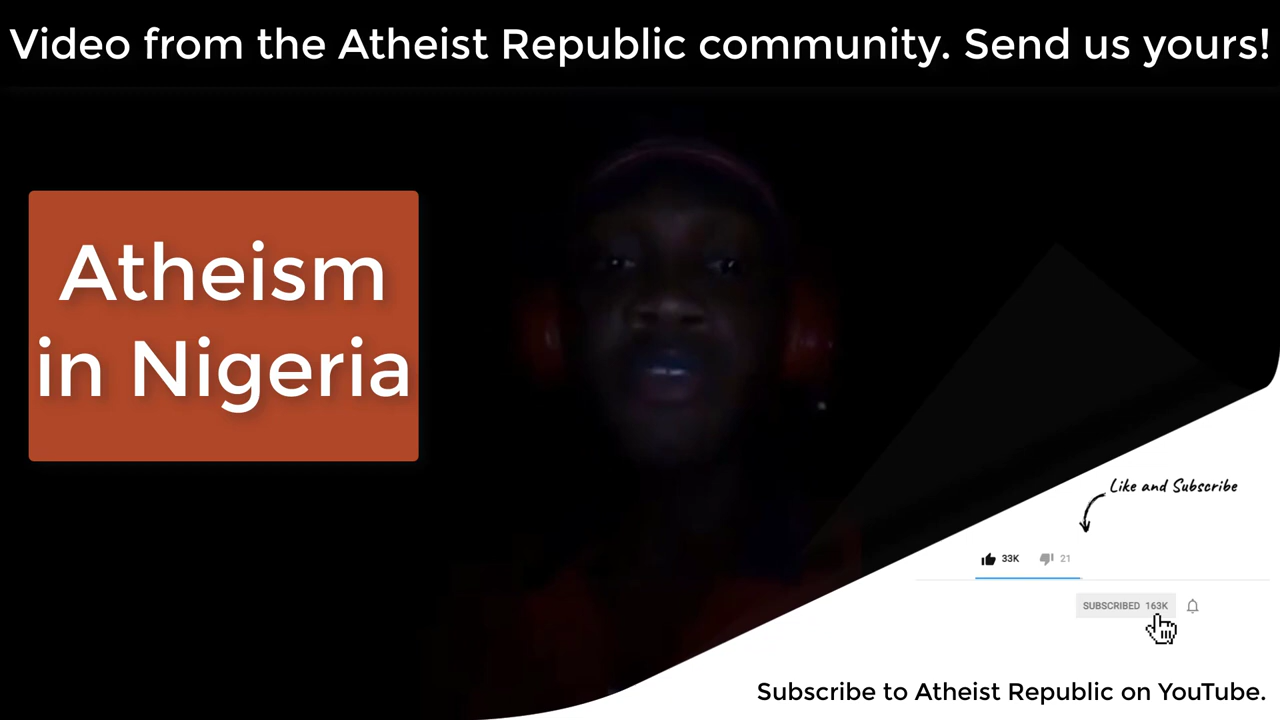 Video from the Atheist Republic community. Send us yours!
Atheism
in Nigeria
Like and Subscribe
33K 21
SUBSCRIBED 163K
Subscribe to Atheist Republic on YouTube.